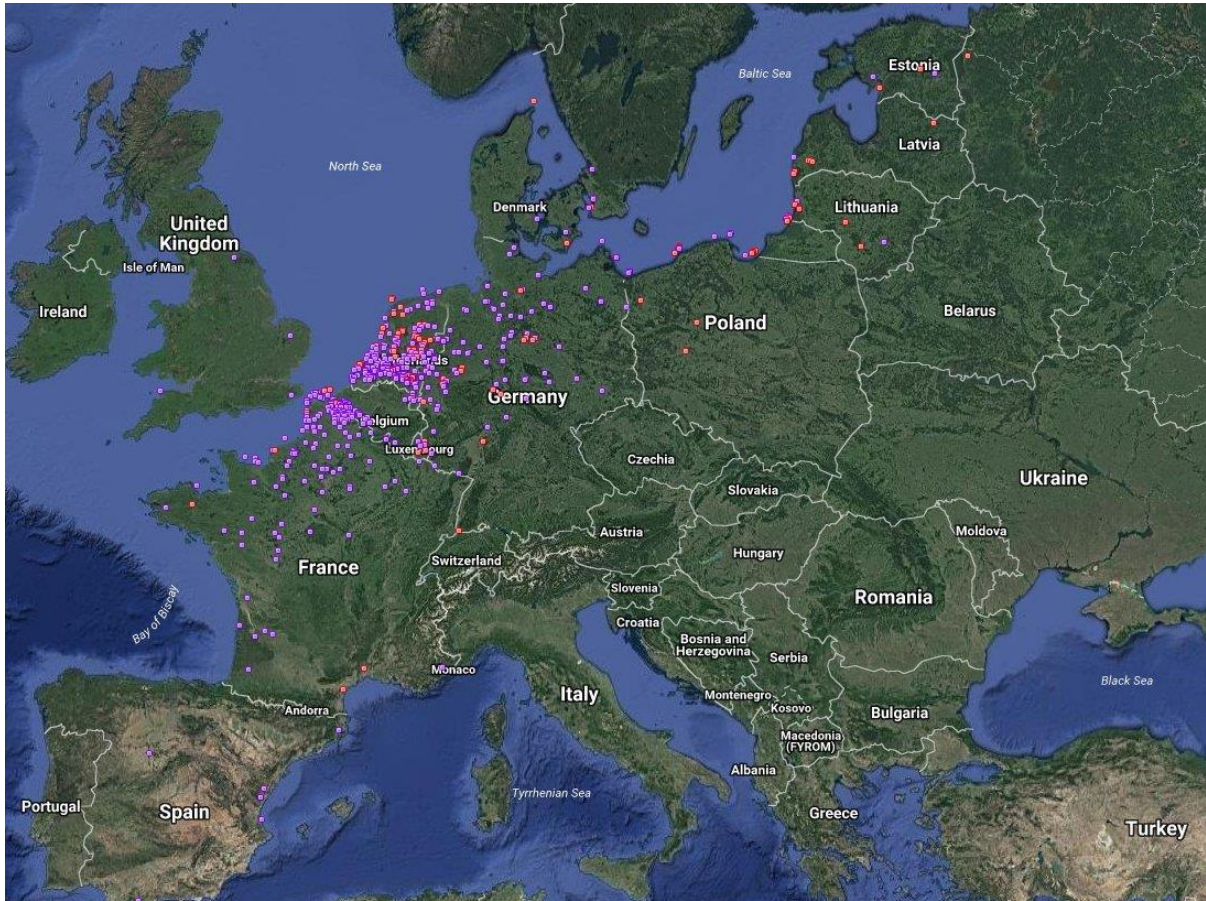 Baltic Sea
Estonia
Latvia
North Sea
Denmark
Lithuania
United
Kingdom
Isle of Man
Ireland
Belarus
Poland
Germany
Belgium
Luxembourg
Czechia
Ukraine
Slovakia
Moldova
Austria
Hungary
Switzerland
France
Slovenia
Romania
Croatia
Bay of Biscay
Bosnia and
Herzegovina
Serbia
Monaco
Italy
Black Sea
Andorra
Montenegro
Kosovo
Bulgaria
Macedonia
(FYROM)
Albania
Tyrrhenian Sea
Portugal
Spain
Greece
Turkey